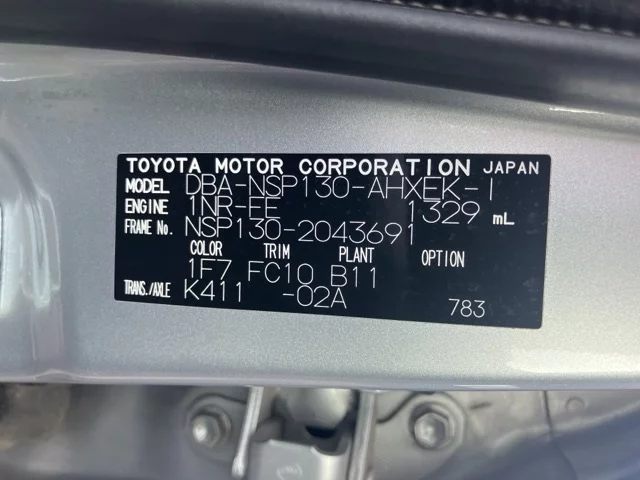 TOYOTA MOTOR CORPORATION JAPAN
MODEL DBA-NSP130-AHXEK-I
ENGINE 1NR-FE 1329 mL
FRAME No. NSP130-2043691
COLOR TRIM PLANT OPTION
1F7 FC10 B11
TRANS./AXLE K411 -02A 783